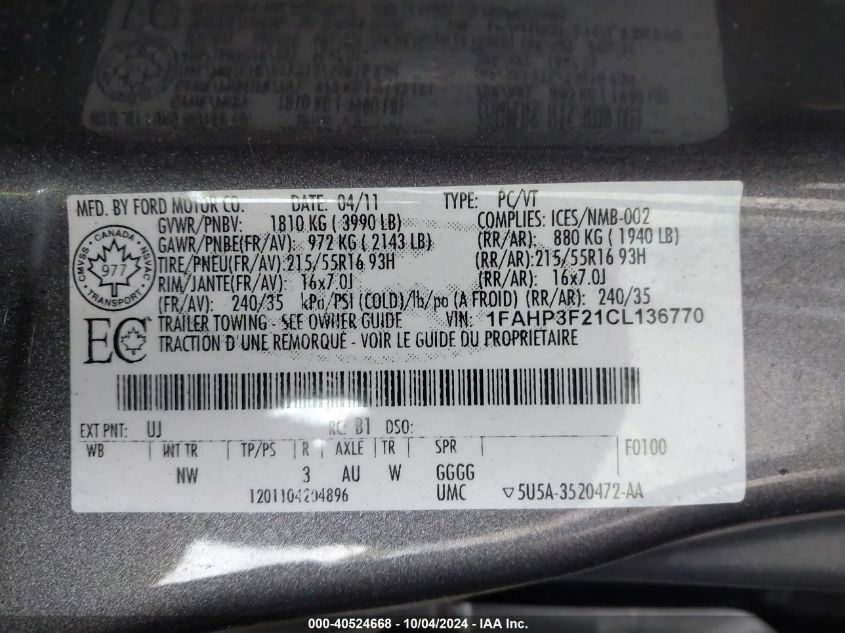 MFD. BY FORD MOTOR CO. DATE: 04/11 TYPE: PC/VT
GVWR/PNBV: 1810 KG ( 3990 LB) COMPLIES: ICES/NMB-002
GAWR/PNBE(FR/AV): 972 KG ( 2143 LB) (RR/AR): 880 KG ( 1940 LB)
TIRE/PNEU(FR/AV): 215/55R16 93H (RR/AR): 215/55R16 93H
RIM/JANTE(FR/AV): 16x7.0J (RR/AR): 16x7.0J
(FR/AV): 240/35 kPa/PSI (COLD)/lb/po (A FROID) (RR/AR): 240/35
TRAILER TOWING - SEE OWNER GUIDE VIN: 1FAHP3F21CL136770
TRACTION D'UNE REMORQUE - VOIR LE GUIDE DU PROPRIETAIRE
CANADA
CMVSS NSVAC
977
TRANSPORT
EC
EXT PNT: UJ RC: B1 DSO:
WB INT TR TP/PS R AXLE TR SPR F0100
NW 3 AU W GGGG
1201104204896 UMC ▽5U5A-3520472-AA
000-40524668 - 10/04/2024 - IAA Inc.